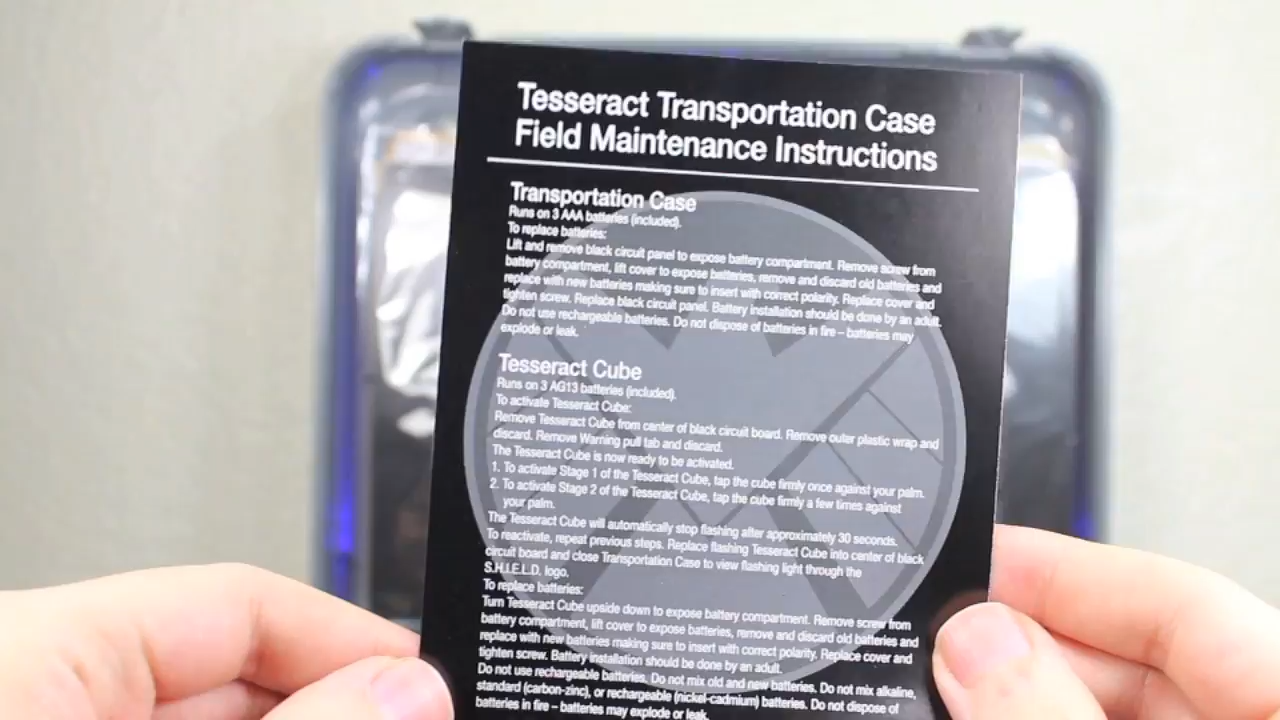 Tesseract Transportation Case
Field Maintenance Instructions
Transportation Case
Runs on 3 AAA batteries (included).
To replace batteries:
Lift and remove black circuit panel to expose battery compartment. Remove screw from
battery compartment, lift cover to expose batteries, remove and discard old batteries and
replace with new batteries making sure to insert with correct polarity. Replace cover and
tighten screw. Replace black circuit panel. Battery installation should be done by an adult.
Do not use rechargeable batteries. Do not dispose of batteries in fire – batteries may
explode or leak.
Tesseract Cube
Runs on 3 AG13 batteries (included).
To activate Tesseract Cube:
Remove Tesseract Cube from center of black circuit board. Remove outer plastic wrap and
discard. Remove Warning pull tab and discard.
The Tesseract Cube is now ready to be activated.
1. To activate Stage 1 of the Tesseract Cube, tap the cube firmly once against your palm.
2. To activate Stage 2 of the Tesseract Cube, tap the cube firmly a few times against
your palm.
The Tesseract Cube will automatically stop flashing after approximately 30 seconds.
To reactivate, repeat previous steps. Replace flashing Tesseract Cube into center of black
circuit board and close Transportation Case to view flashing light through the
S.H.I.E.L.D. logo.
To replace batteries:
Turn Tesseract Cube upside down to expose battery compartment. Remove screw from
battery compartment, lift cover to expose batteries, remove and discard old batteries and
replace with new batteries making sure to insert with correct polarity. Replace cover and
tighten screw. Battery installation should be done by an adult.
Do not use rechargeable batteries. Do not mix old and new batteries. Do not mix alkaline,
standard (carbon-zinc), or rechargeable (nickel-cadmium) batteries. Do not dispose of
batteries in fire – batteries may explode or leak.